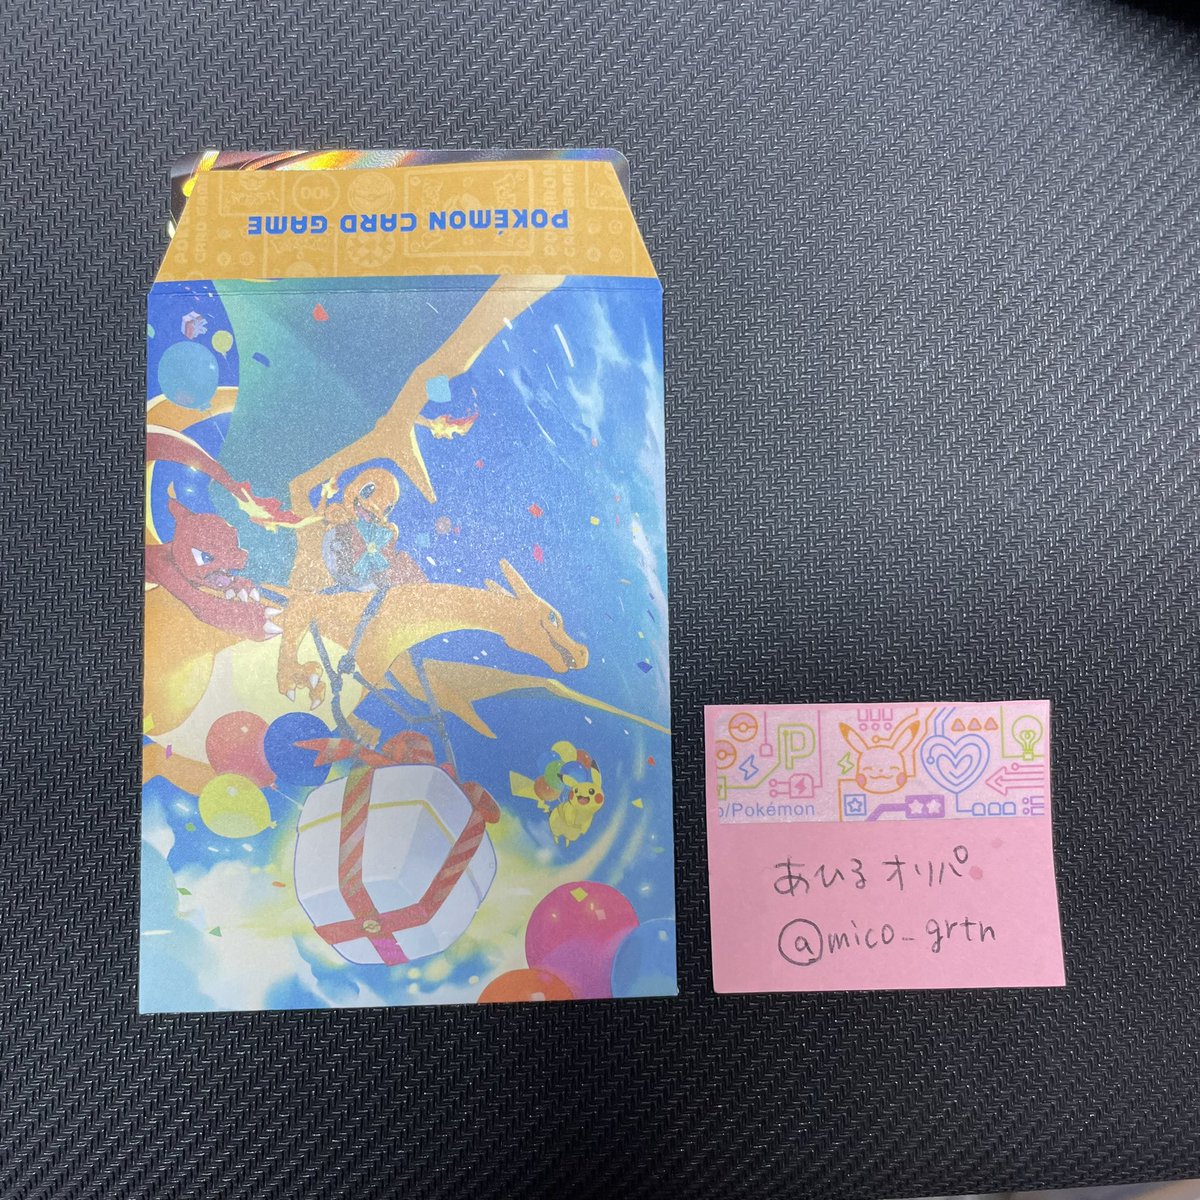 POKÉMON CARD GAME
P
o/Pokémon
あひるオリパ
@mico_grtn